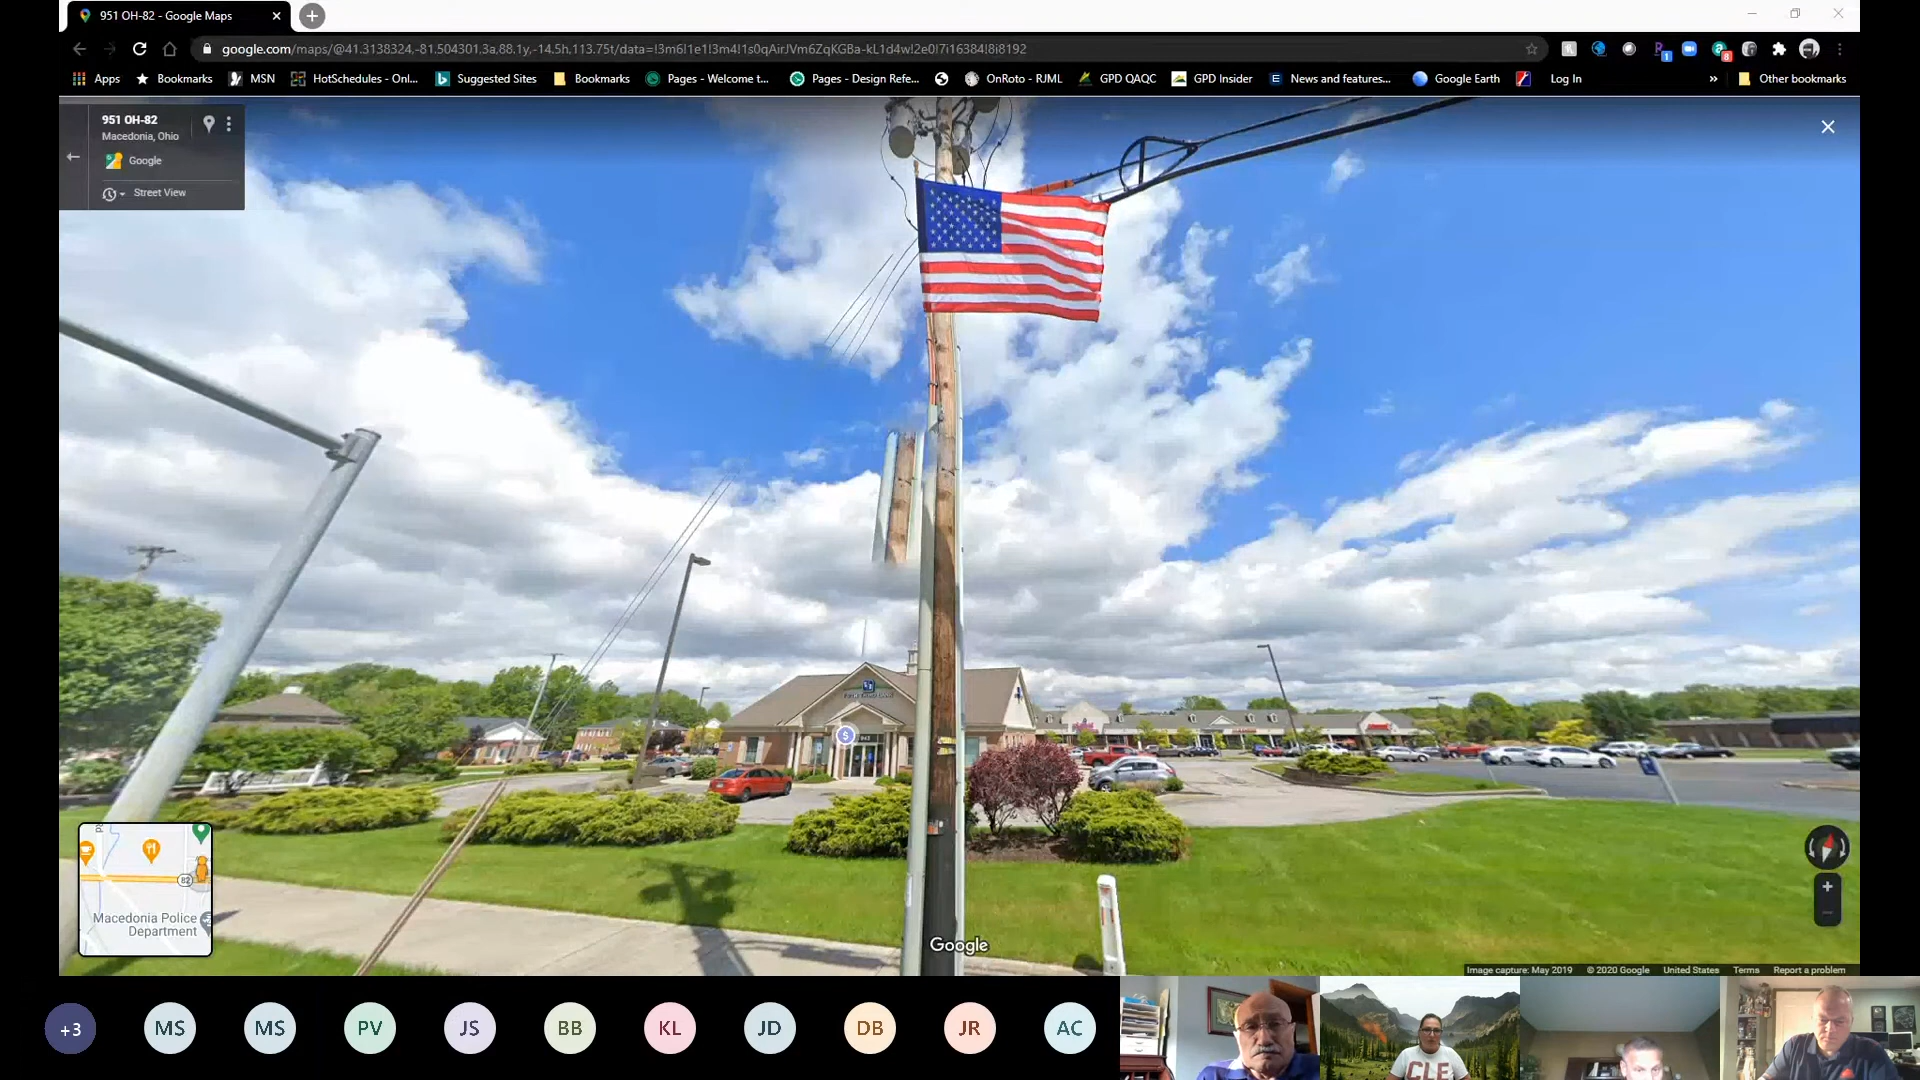 951 OH-82 - Google Maps
google.com/maps/@41.3138324,-81.504301,3a,88.1y,-14.5h,113.75t/data=!3m6!1e1!3m4!1s0qAirJVm6ZqKGBa-kL1d4w!2e0!7i16384!8i8192
1
8
Apps
Bookmarks
MSN
HotSchedules - Onl...
Suggested Sites
Bookmarks
Pages - Welcome t...
Pages - Design Refe...
OnRoto - RJML
GPD QAQC
GPD Insider
News and features...
Google Earth
Log In
Other bookmarks
951 OH-82
Macedonia, Ohio
Google
Street View
82
Macedonia Police
Department
Google
Image capture: May 2019 © 2020 Google United States Terms Report a problem
+3
MS
MS
PV
JS
BB
KL
JD
DB
JR
AC
CLE